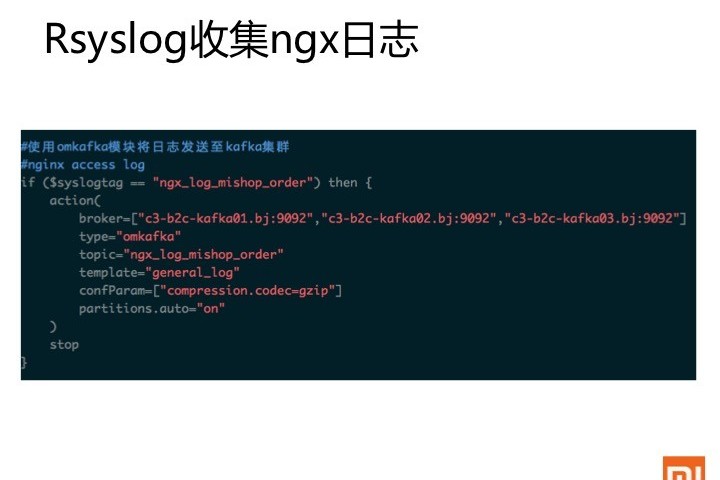 Rsyslog收集ngx日志
#使用omkafka模块将日志发送至kafka集群
#nginx access log
if ($syslogtag == "ngx_log_mishop_order") then {
action(
broker=["c3-b2c-kafka01.bj:9092","c3-b2c-kafka02.bj:9092","c3-b2c-kafka03.bj:9092"]
type="omkafka"
topic="ngx_log_mishop_order"
template="general_log"
confParam=["compression.codec=gzip"]
partitions.auto="on"
)
stop
}